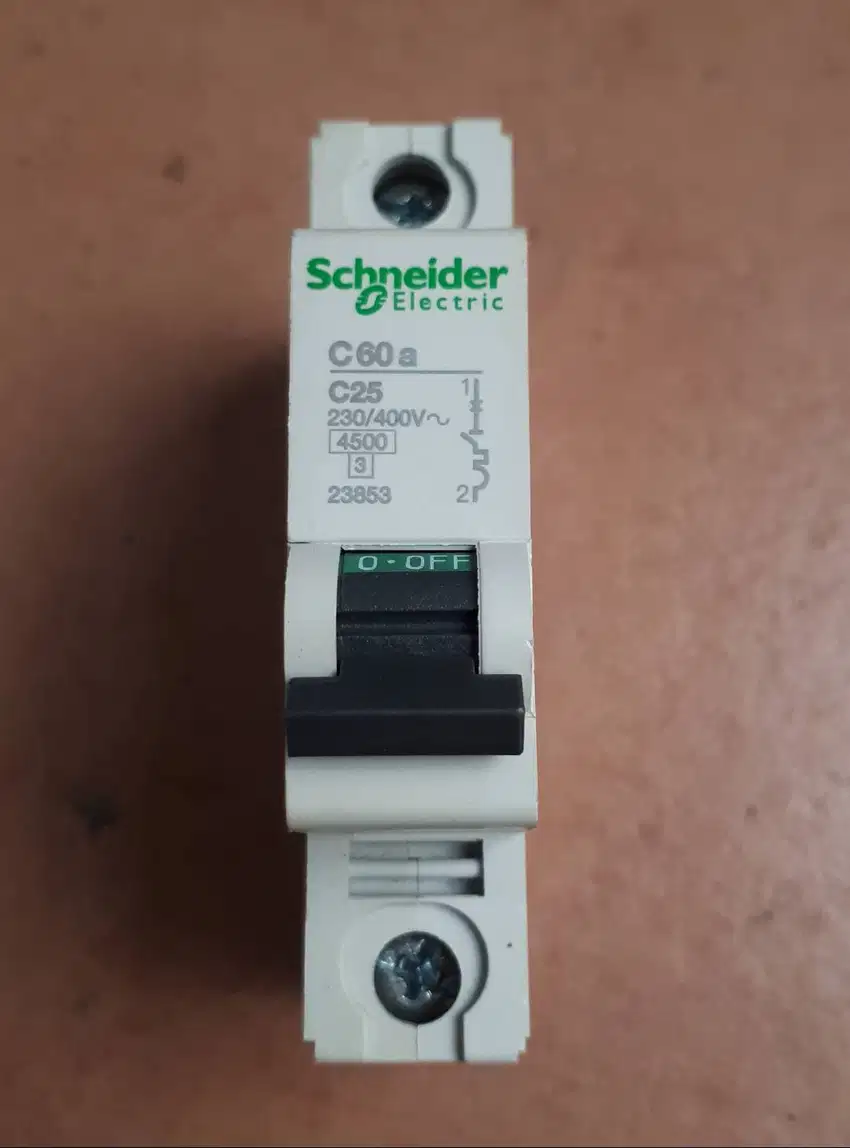 Schneider
Electric
C60a
C25
1
230/400V~
4500
3
23853
2
O·OFF